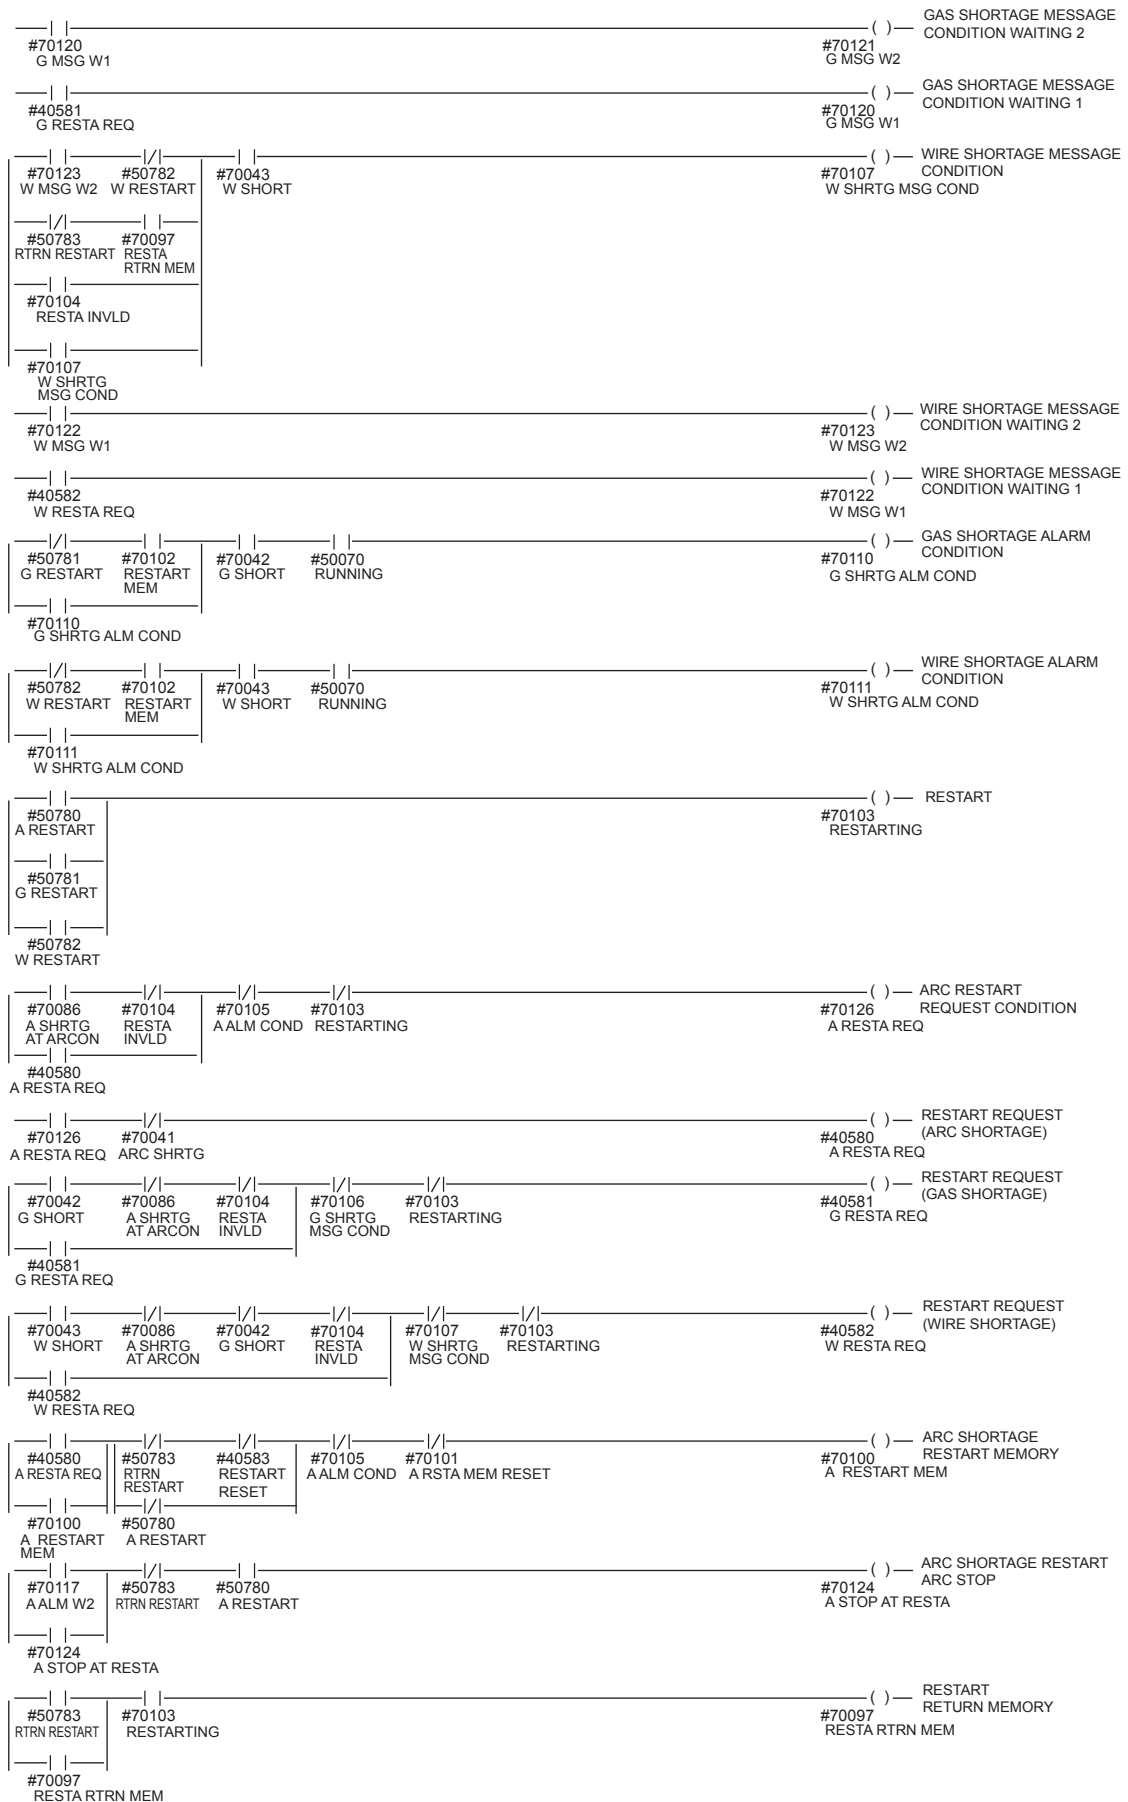 GAS SHORTAGE MESSAGE
CONDITION WAITING 2
#70120
G MSG W1
#70121
G MSG W2
GAS SHORTAGE MESSAGE
CONDITION WAITING 1
#40581
G RESTA REQ
#70120
G MSG W1
WIRE SHORTAGE MESSAGE
CONDITION
#70123 #50782 #70043 #70107
W MSG W2 W RESTART W SHORT W SHRTG MSG COND
#50783 #70097
RTRN RESTART RESTA
RTRN MEM
#70104
RESTA INVLD
#70107
W SHRTG
MSG COND
WIRE SHORTAGE MESSAGE
CONDITION WAITING 2
#70122 #70123
W MSG W1 W MSG W2
WIRE SHORTAGE MESSAGE
CONDITION WAITING 1
#40582 #70122
W RESTA REQ W MSG W1
GAS SHORTAGE ALARM
CONDITION
#50781 #70102 #70042 #50070 #70110
G RESTART RESTART G SHORT RUNNING G SHRTG ALM COND
MEM
#70110
G SHRTG ALM COND
WIRE SHORTAGE ALARM
CONDITION
#50782 #70102 #70043 #50070 #70111
W RESTART RESTART W SHORT RUNNING W SHRTG ALM COND
MEM
#70111
W SHRTG ALM COND
RESTART
#50780 #70103
A RESTART RESTARTING
#50781
G RESTART
#50782
W RESTART
ARC RESTART
REQUEST CONDITION
#70086 #70104 #70105 #70103 #70126
A SHRTG RESTA A ALM COND RESTARTING A RESTA REQ
AT ARCON INVLD
#40580
A RESTA REQ
RESTART REQUEST
(ARC SHORTAGE)
#70126 #70041 #40580
A RESTA REQ ARC SHRTG A RESTA REQ
RESTART REQUEST
(GAS SHORTAGE)
#70042 #70086 #70104 #70106 #70103 #40581
G SHORT A SHRTG RESTA G SHRTG RESTARTING G RESTA REQ
AT ARCON INVLD MSG COND
#40581
G RESTA REQ
RESTART REQUEST
(WIRE SHORTAGE)
#70043 #70086 #70042 #70104 #70107 #70103 #40582
W SHORT A SHRTG G SHORT RESTA W SHRTG RESTARTING W RESTA REQ
AT ARCON INVLD MSG COND
#40582
W RESTA REQ
ARC SHORTAGE
RESTART MEMORY
#40580 #50783 #40583 #70105 #70101 #70100
A RESTA REQ RTRN RESTART A ALM COND A RSTA MEM RESET A RESTART MEM
RESTART RESET
#70100 #50780
A RESTART A RESTART
MEM
ARC SHORTAGE RESTART
ARC STOP
#70117 #50783 #50780 #70124
A ALM W2 RTRN RESTART A RESTART A STOP AT RESTA
#70124
A STOP AT RESTA
RESTART
RETURN MEMORY
#50783 #70103 #70097
RTRN RESTART RESTARTING RESTA RTRN MEM
#70097
RESTA RTRN MEM